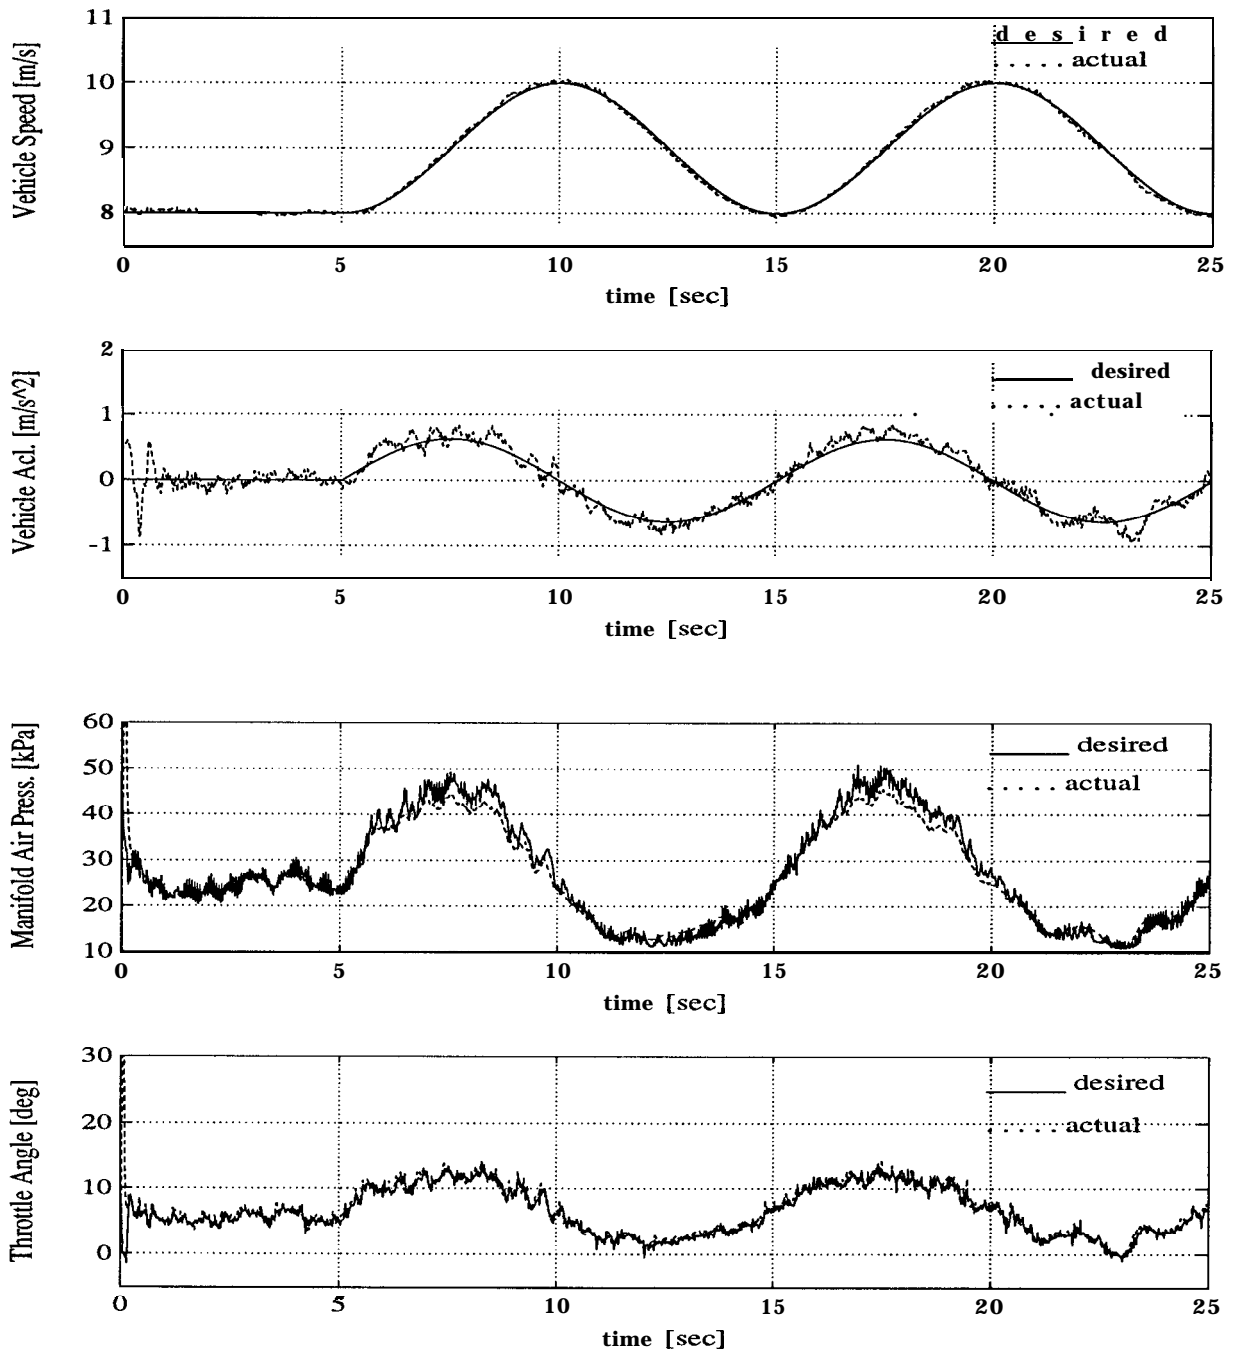 Vehicle Speed [m/s]
11
10
9
8
d e s i r e d
actual
0 5 10 15 20 25
time [sec]
Vehicle Acl. [m/s^2]
2
1
0
-1
desired
actual
0 5 10 15 20 25
time [sec]
Manifold Air Press. [kPa]
60
50
40
30
20
10
desired
actual
0 5 10 15 20 25
time [sec]
Throttle Angle [deg]
30
20
10
0
desired
actual
0 5 10 15 20 25
time [sec]